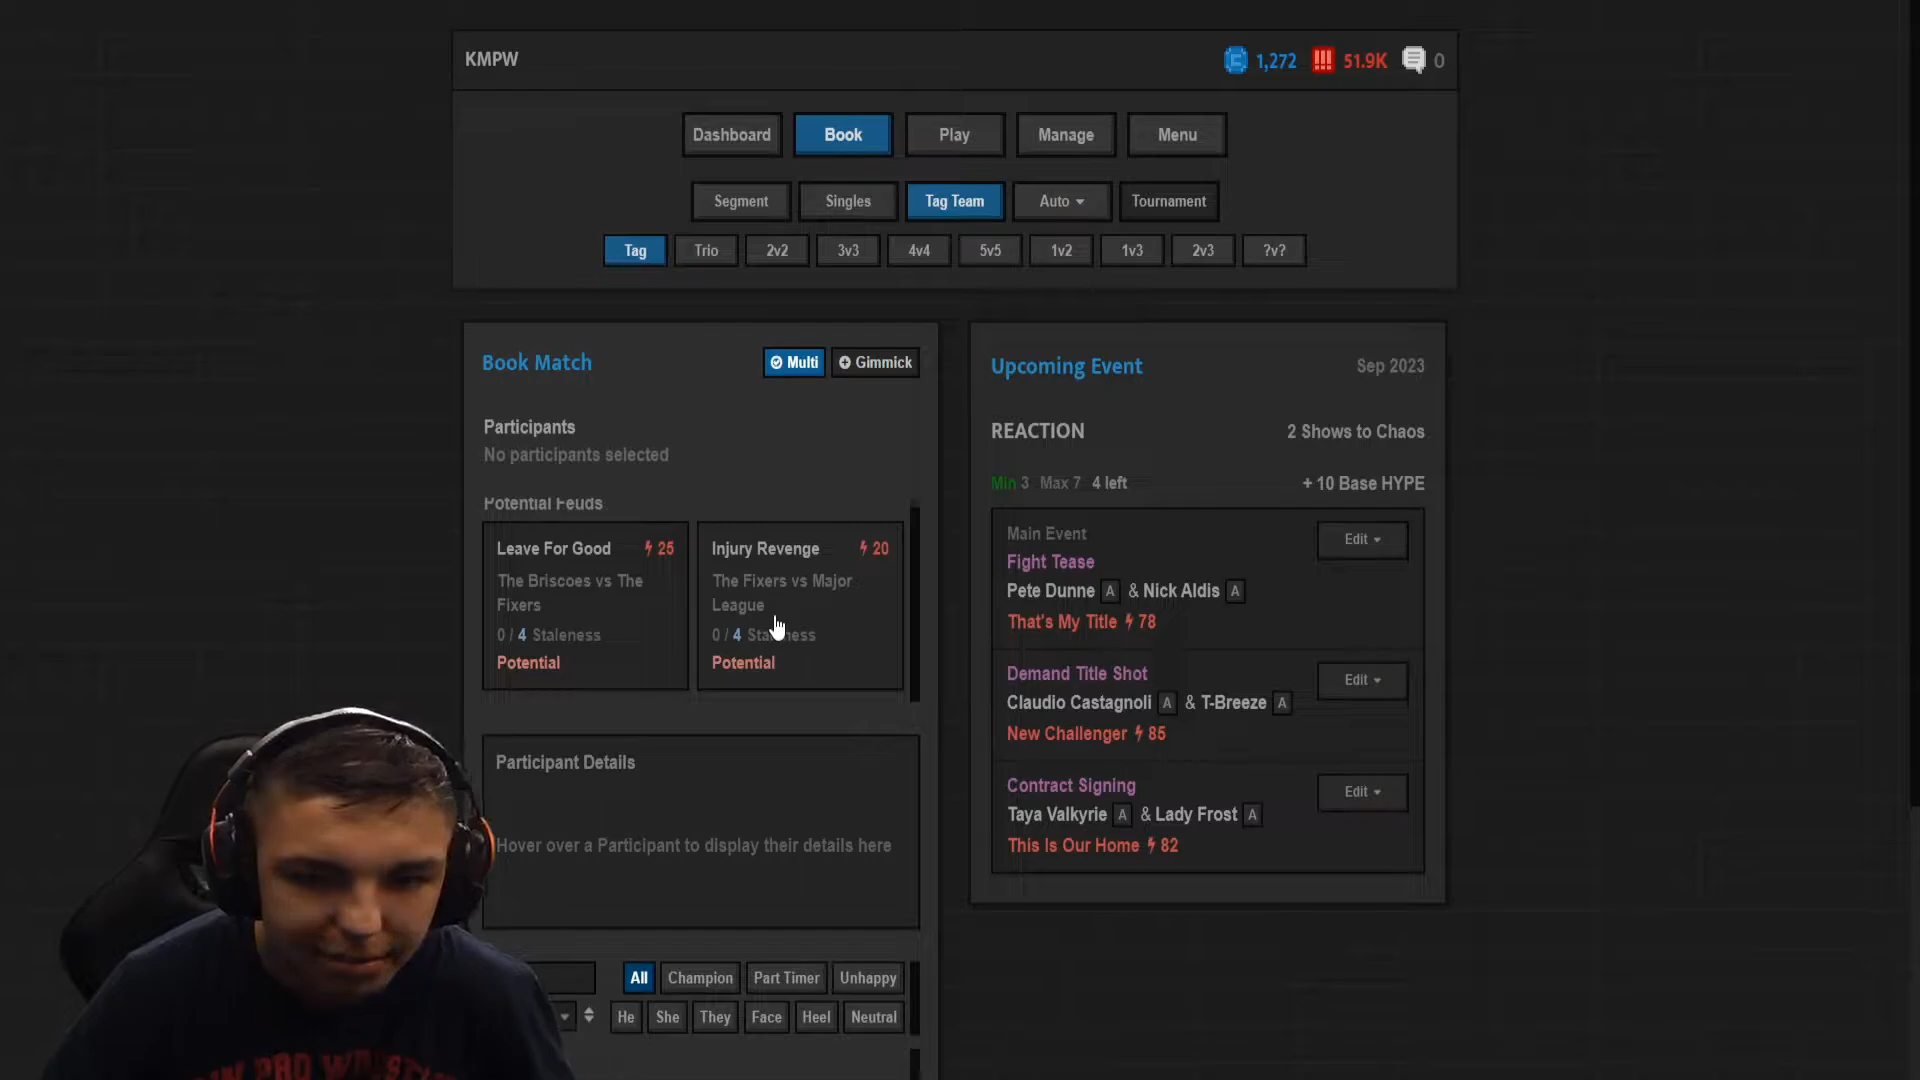 KMPW
1,272 51.9K 0
Dashboard Book Play Manage Menu
Segment Singles Tag Team Auto Tournament
Tag Trio 2v2 3v3 4v4 5v5 1v2 1v3 2v3 ?v?
Book Match Multi Gimmick
Participants
No participants selected
Potential Feuds
Leave For Good 25
The Briscoes vs The
Fixers
0 / 4 Staleness
Potential
Injury Revenge 20
The Fixers vs Major
League
0 / 4 Staleness
Potential
Participant Details
Hover over a Participant to display their details here
All Champion Part Timer Unhappy
He She They Face Heel Neutral
Upcoming Event Sep 2023
REACTION 2 Shows to Chaos
Min 3 Max 7 4 left + 10 Base HYPE
Main Event Edit
Fight Tease
Pete Dunne A & Nick Aldis A
That's My Title 78
Demand Title Shot Edit
Claudio Castagnoli A & T-Breeze A
New Challenger 85
Contract Signing Edit
Taya Valkyrie A & Lady Frost A
This Is Our Home 82
PRO